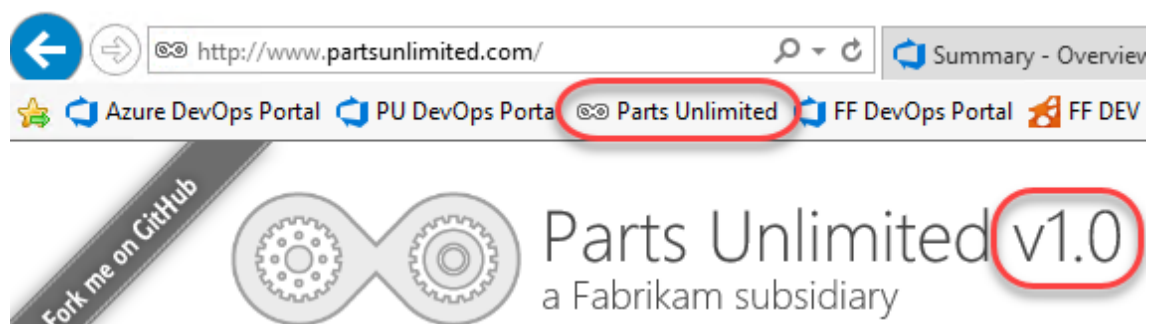 http://www.partsunlimited.com/ Summary - Overview
Azure DevOps Portal PU DevOps Porta Parts Unlimited FF DevOps Portal FF DEV
Fork me on GitHub
Parts Unlimited v1.0
a Fabrikam subsidiary